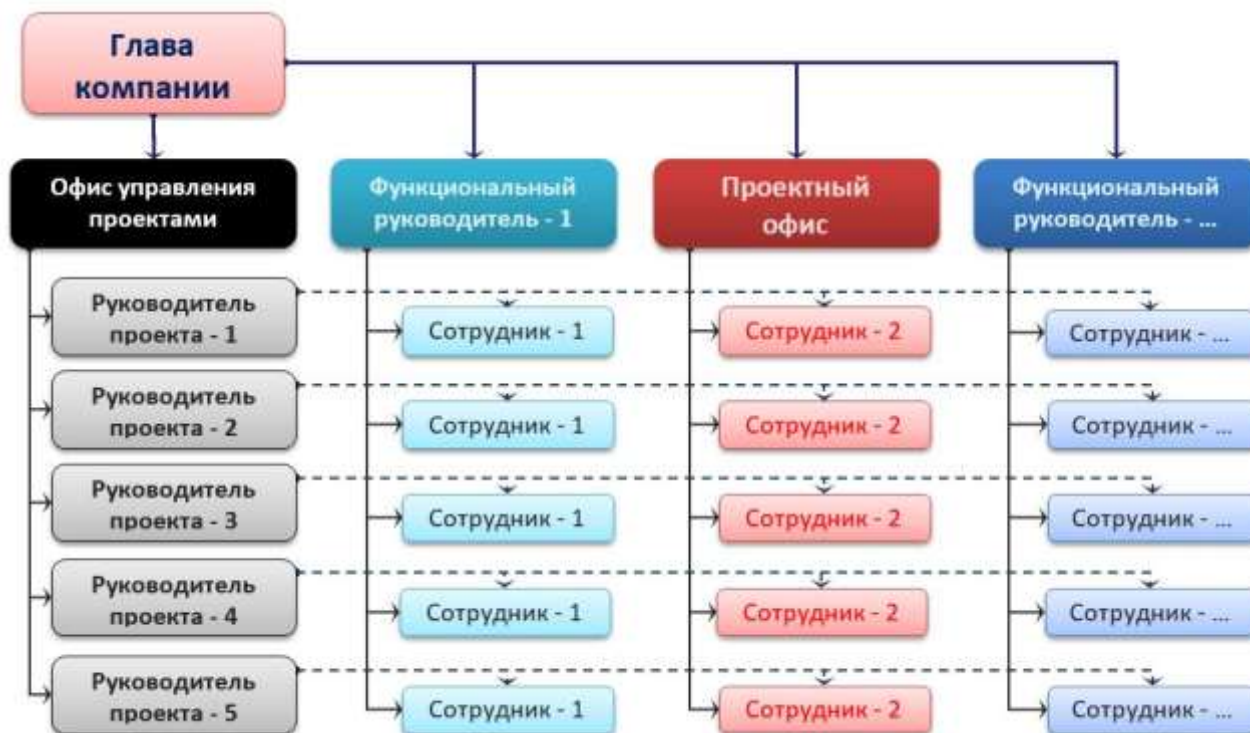 Глава
компании
Офис управления
проектами
Функциональный
руководитель - 1
Проектный
офис
Функциональный
руководитель - ...
Руководитель
проекта - 1
Сотрудник - 1
Сотрудник - 2
Сотрудник - ...
Руководитель
проекта - 2
Сотрудник - 1
Сотрудник - 2
Сотрудник - ...
Руководитель
проекта - 3
Сотрудник - 1
Сотрудник - 2
Сотрудник - ...
Руководитель
проекта - 4
Сотрудник - 1
Сотрудник - 2
Сотрудник - ...
Руководитель
проекта - 5
Сотрудник - 1
Сотрудник - 2
Сотрудник - ...